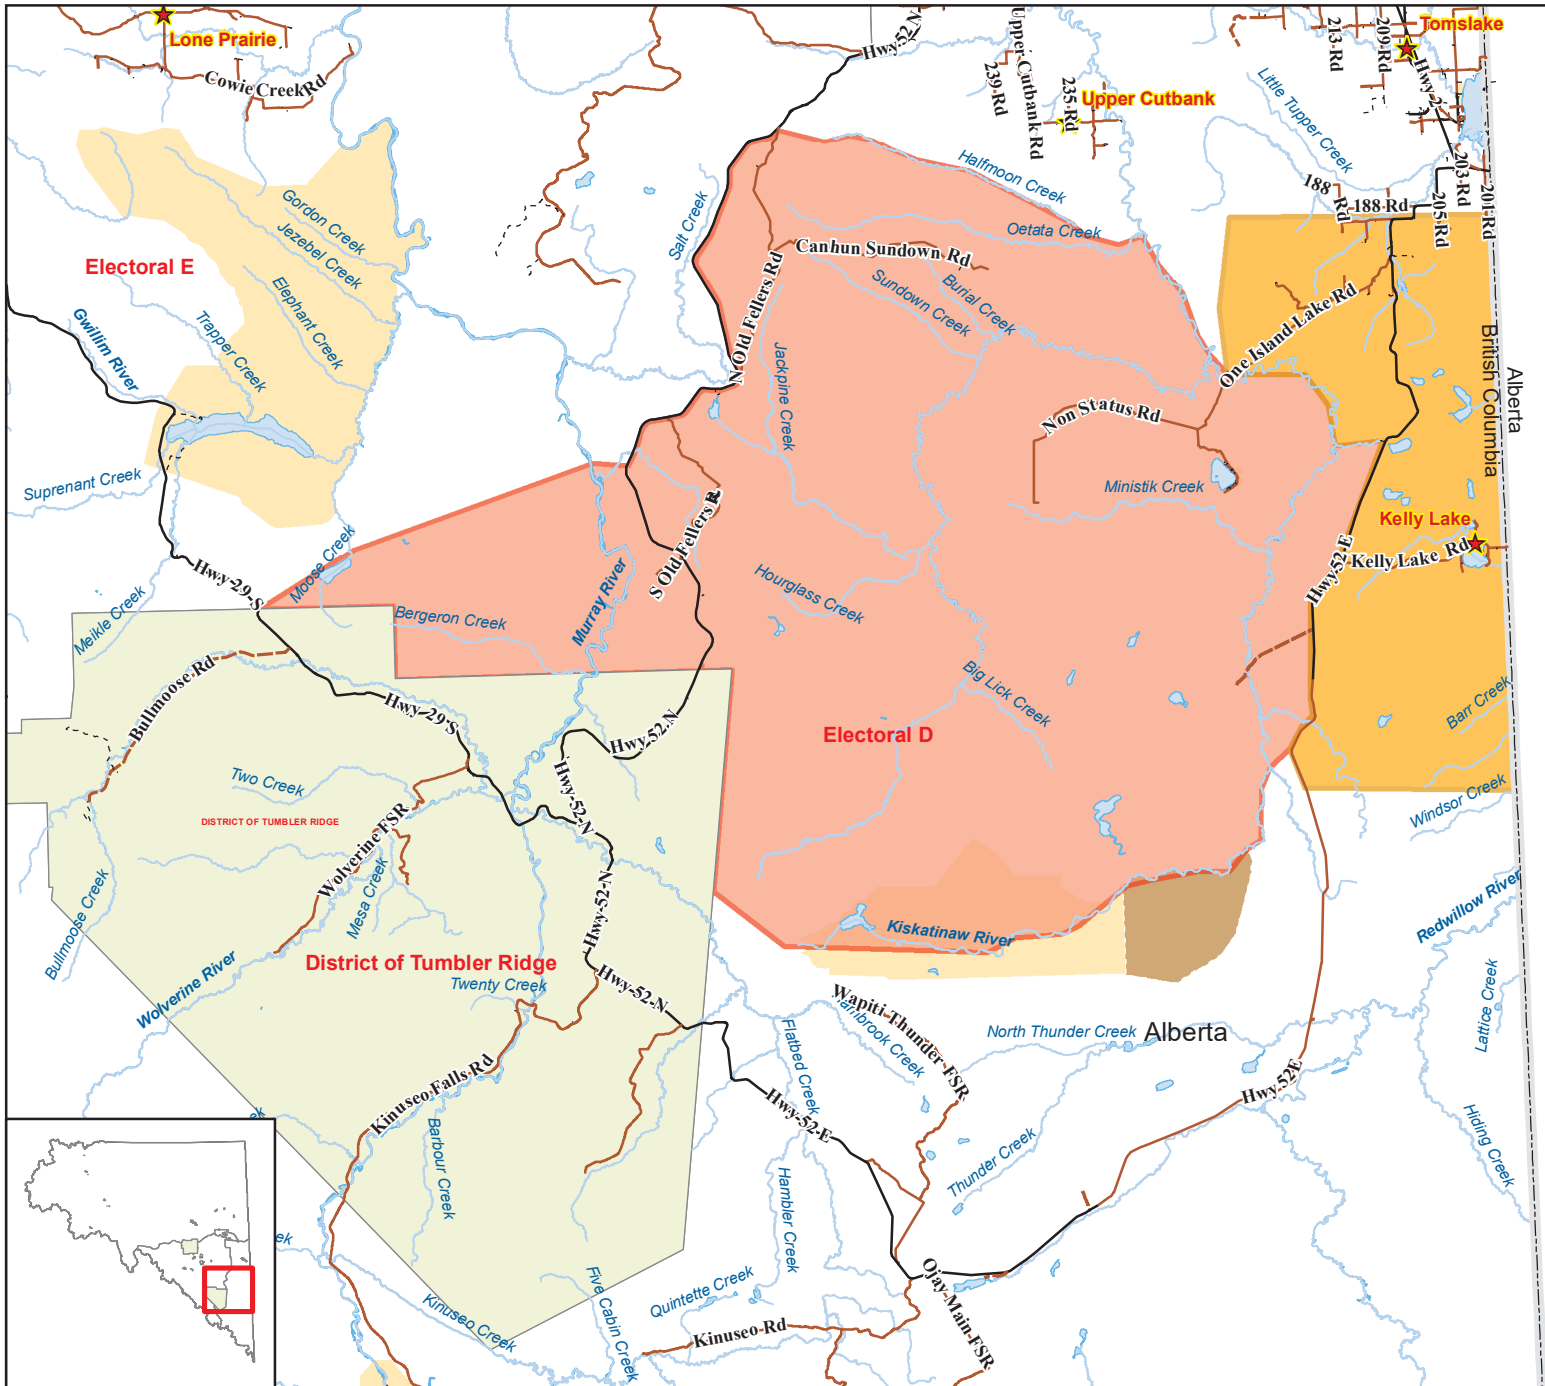 Lone Prairie
Cowie Creek Rd
Hwy 52 N
Upper Cutbank Rd
239 Rd
235 Rd
Upper Cutbank
213 Rd
209 Rd
Tomslake
Hwy 2
Little Tupper Creek
188 Rd
188 Rd
203 Rd
205 Rd
201 Rd
Halfmoon Creek
Oetata Creek
Salt Creek
Gordon Creek
Jezebel Creek
Electoral E
Elephant Creek
Trapper Creek
Gwillim River
N Old Fellers Rd
Canhun Sundown Rd
Sundown Creek
Burial Creek
Jackpine Creek
One Island Lake Rd
Non Status Rd
Alberta
British Columbia
Suprenant Creek
Ministik Creek
Kelly Lake
Kelly Lake Rd
Hwy 52 E
Moose Creek
Hwy 29 S
Meikle Creek
Bergeron Creek
Murray River
S Old Fellers R
Hourglass Creek
Big Lick Creek
Bullmoose Rd
Hwy 29 S
Hwy 52 N
Electoral D
Barr Creek
Windsor Creek
Two Creek
DISTRICT OF TUMBLER RIDGE
Wolverine FSR
Hwy 52 N
Mesa Creek
Hwy 52 N
Bullmoose Creek
Kiskatinaw River
Redwillow River
District of Tumbler Ridge
Wolverine River
Twenty Creek
Hwy 52 N
Wapiti Thunder FSR
Flatbed Creek
North Thunder Creek
Alberta
Lattice Creek
Kinuseo Falls Rd
Hwy 52 E
Hwy 52E
Barbour Creek
Thunder Creek
Hiding Creek
Hambler Creek
ek
ek
Kinuseo Creek
Five Cabin Creek
Quintette Creek
Kinuseo Rd
Ojay Main FSR